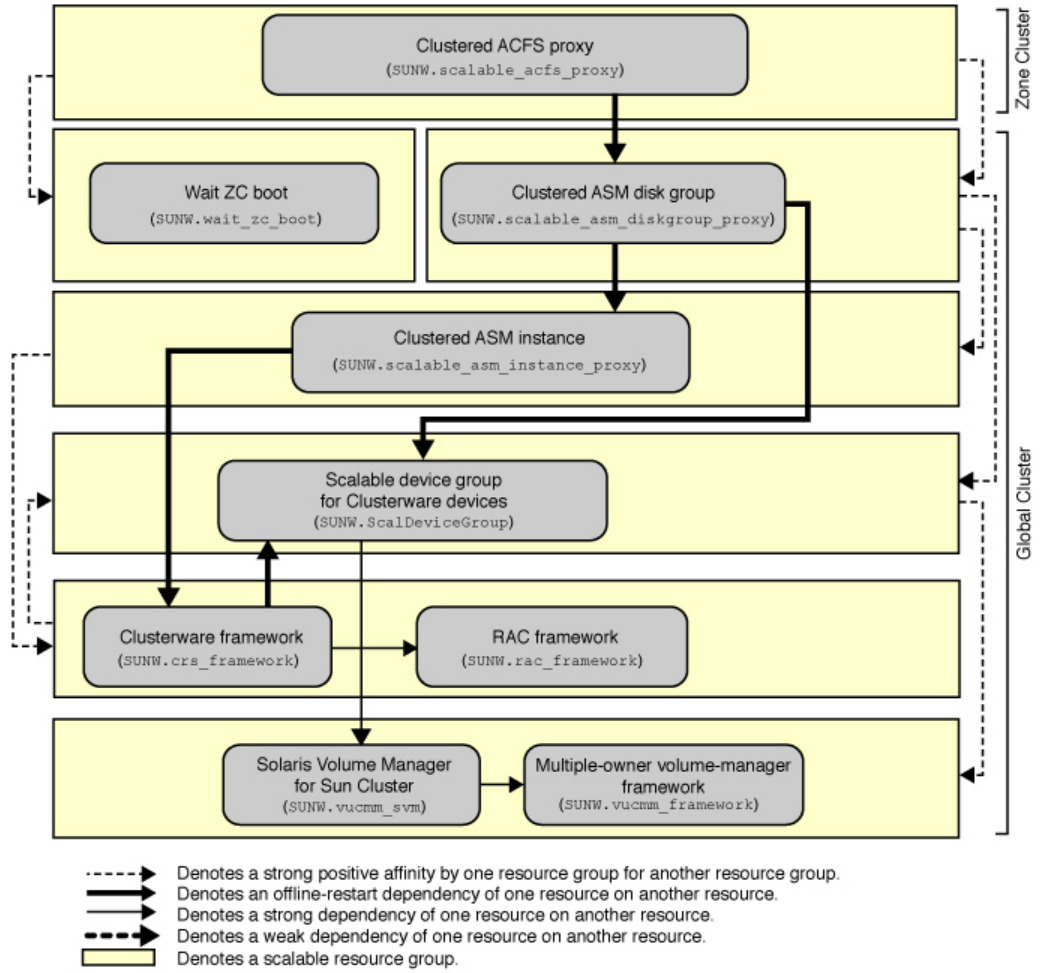 Clustered ACFS proxy
(SUNW.scalable_acfs_proxy)
Zone Cluster
Wait ZC boot
(SUNW.wait_zc_boot)
Clustered ASM disk group
(SUNW.scalable_asm_diskgroup_proxy)
Clustered ASM instance
(SUNW.scalable_asm_instance_proxy)
Scalable device group
for Clusterware devices
(SUNW.ScalDeviceGroup)
Global Cluster
Clusterware framework
(SUNW.crs_framework)
RAC framework
(SUNW.rac_framework)
Solaris Volume Manager
for Sun Cluster
(SUNW.vucmm_svm)
Multiple-owner volume-manager
framework
(SUNW.vucmm_framework)
Denotes a strong positive affinity by one resource group for another resource group.
Denotes an offline-restart dependency of one resource on another resource.
Denotes a strong dependency of one resource on another resource.
Denotes a weak dependency of one resource on another resource.
Denotes a scalable resource group.